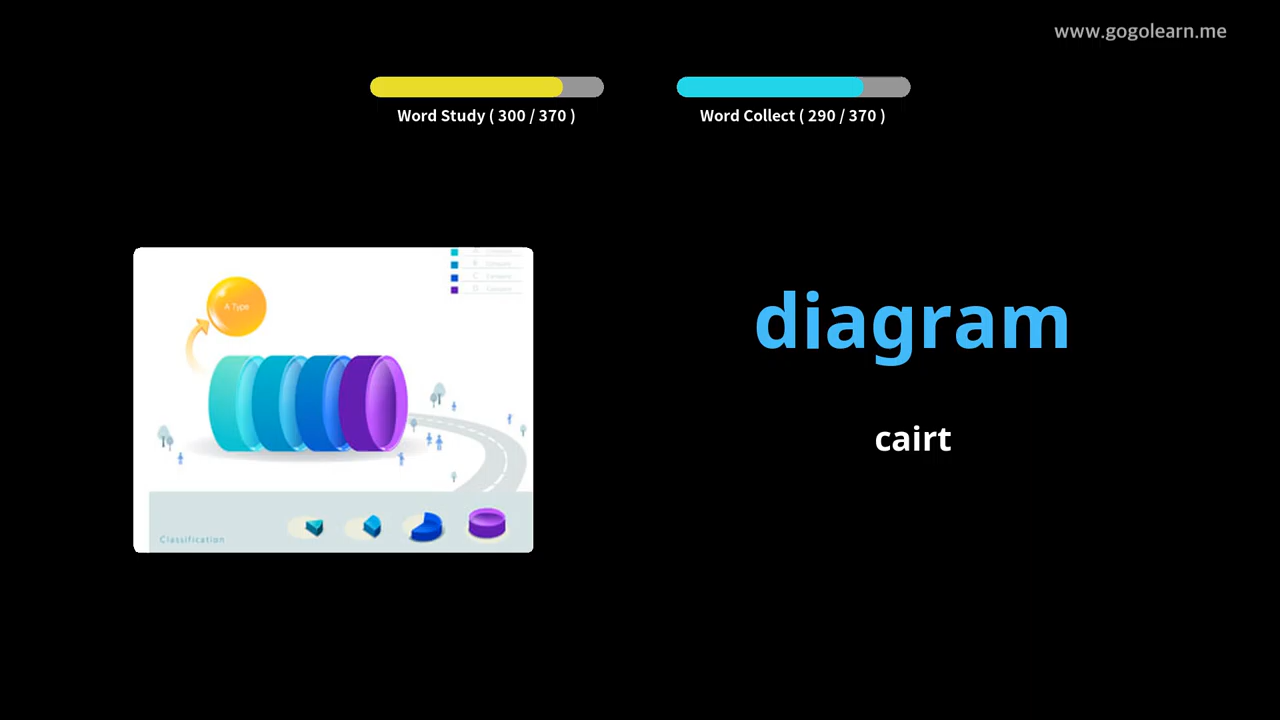 www.gogolearn.me
Word Study ( 300 / 370 )
Word Collect ( 290 / 370 )
A Type
B
C
D
Classification
diagram
cairt